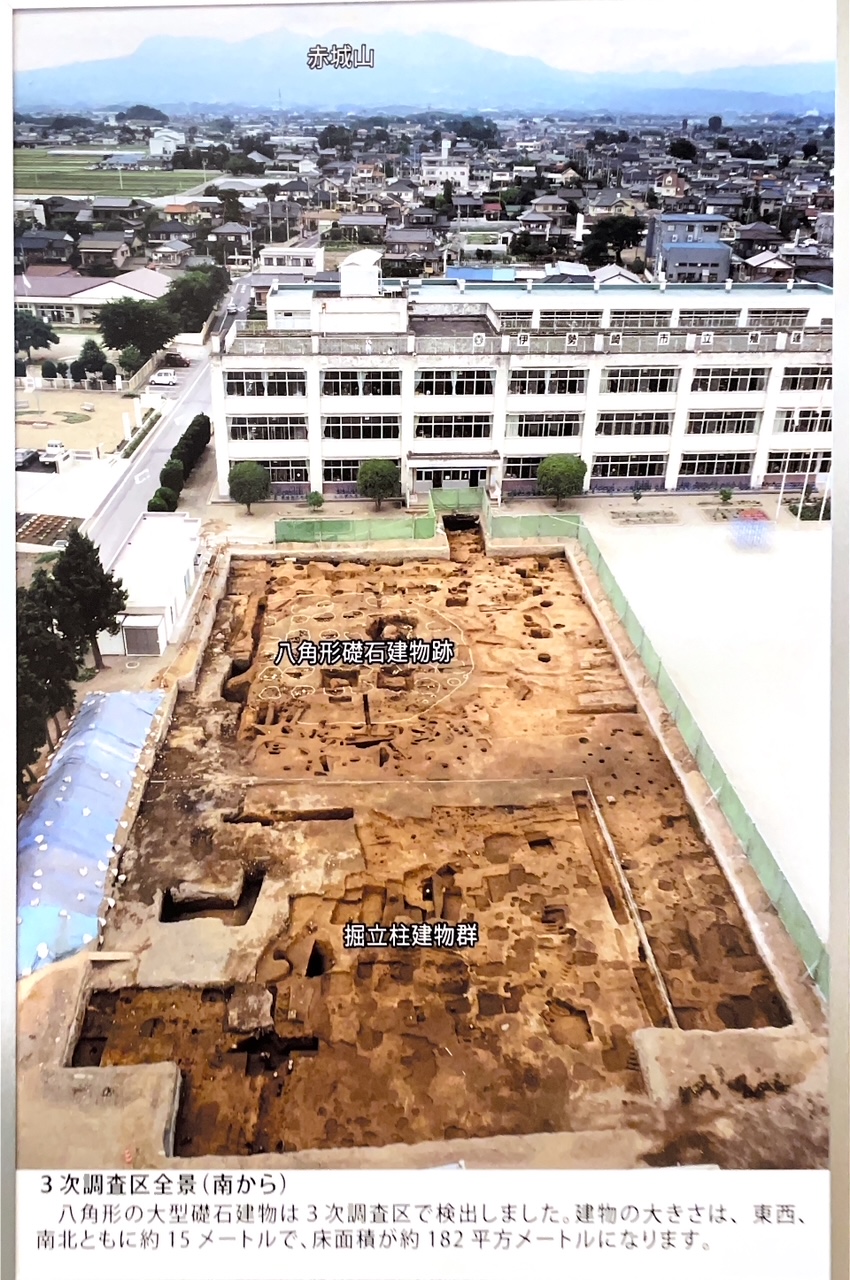 赤城山
伊勢崎市立殖蓮
八角形礎石建物跡
掘立柱建物群
3次調査区全景（南から）
八角形の大型礎石建物は3次調査区で検出しました。建物の大きさは、東西、
南北ともに約15メートルで、床面積が約182平方メートルになります。